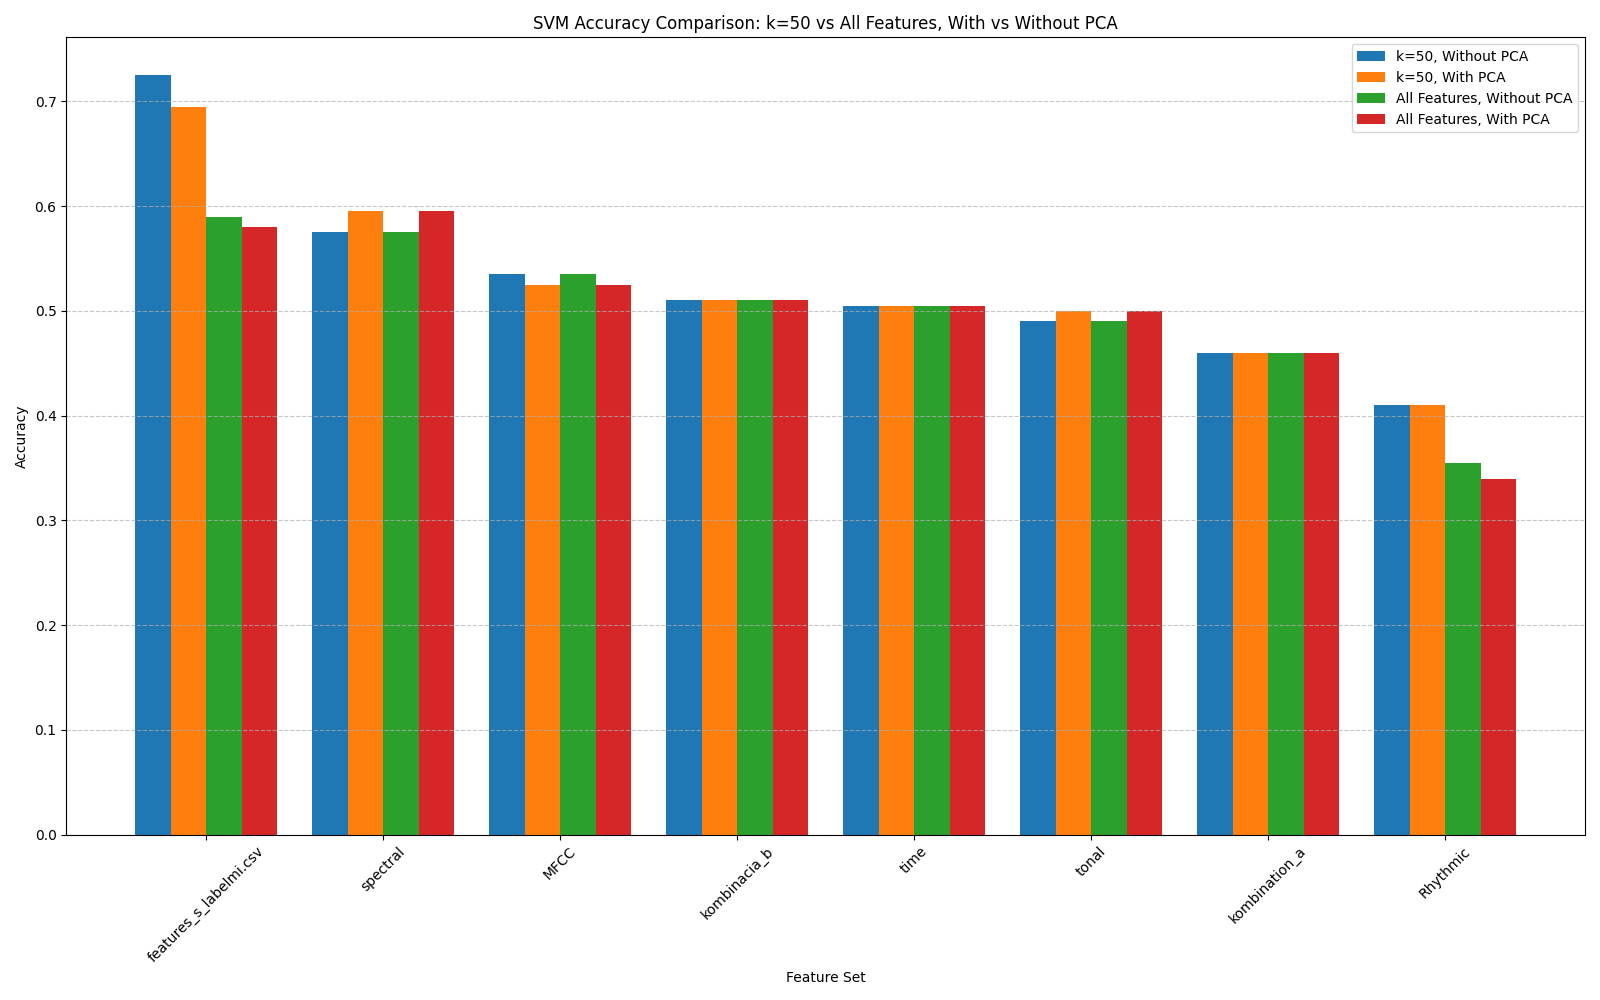 SVM Accuracy Comparison: k=50 vs All Features, With vs Without PCA
k=50, Without PCA
k=50, With PCA
All Features, Without PCA
All Features, With PCA
0.7
0.6
0.5
0.4
0.3
0.2
0.1
0.0
Accuracy
features_s_labelmi.csv
spectral
MFCC
kombinacia_b
time
tonal
kombination_a
Rhythmic
Feature Set